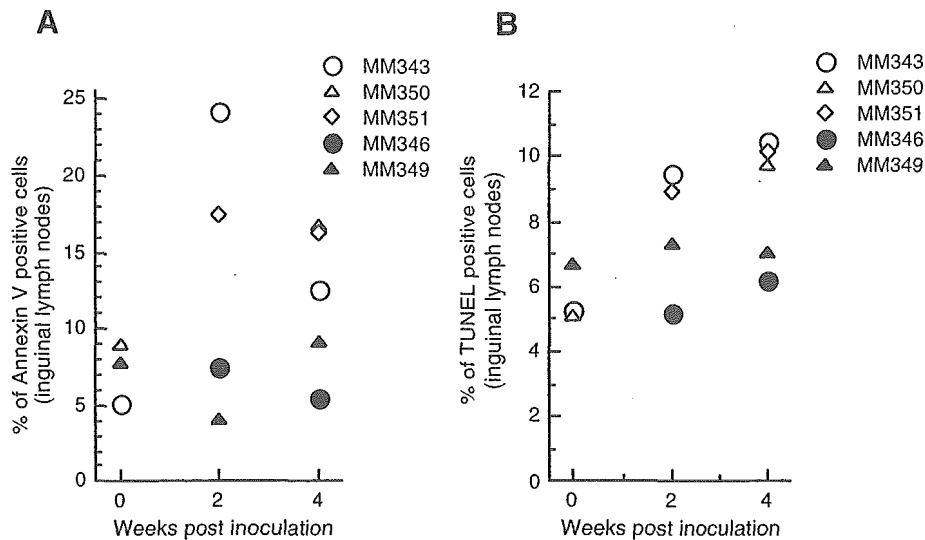 A
MM343
MM350
MM351
MM346
MM349
% of Annexin V positive cells
(inguinal lymph nodes)
25
20
15
10
5
0
0 2 4
Weeks post inoculation
B
MM343
MM350
MM351
MM346
MM349
% of TUNEL positive cells
(inguinal lymph nodes)
12
10
8
6
4
2
0
0 2 4
Weeks post inoculation